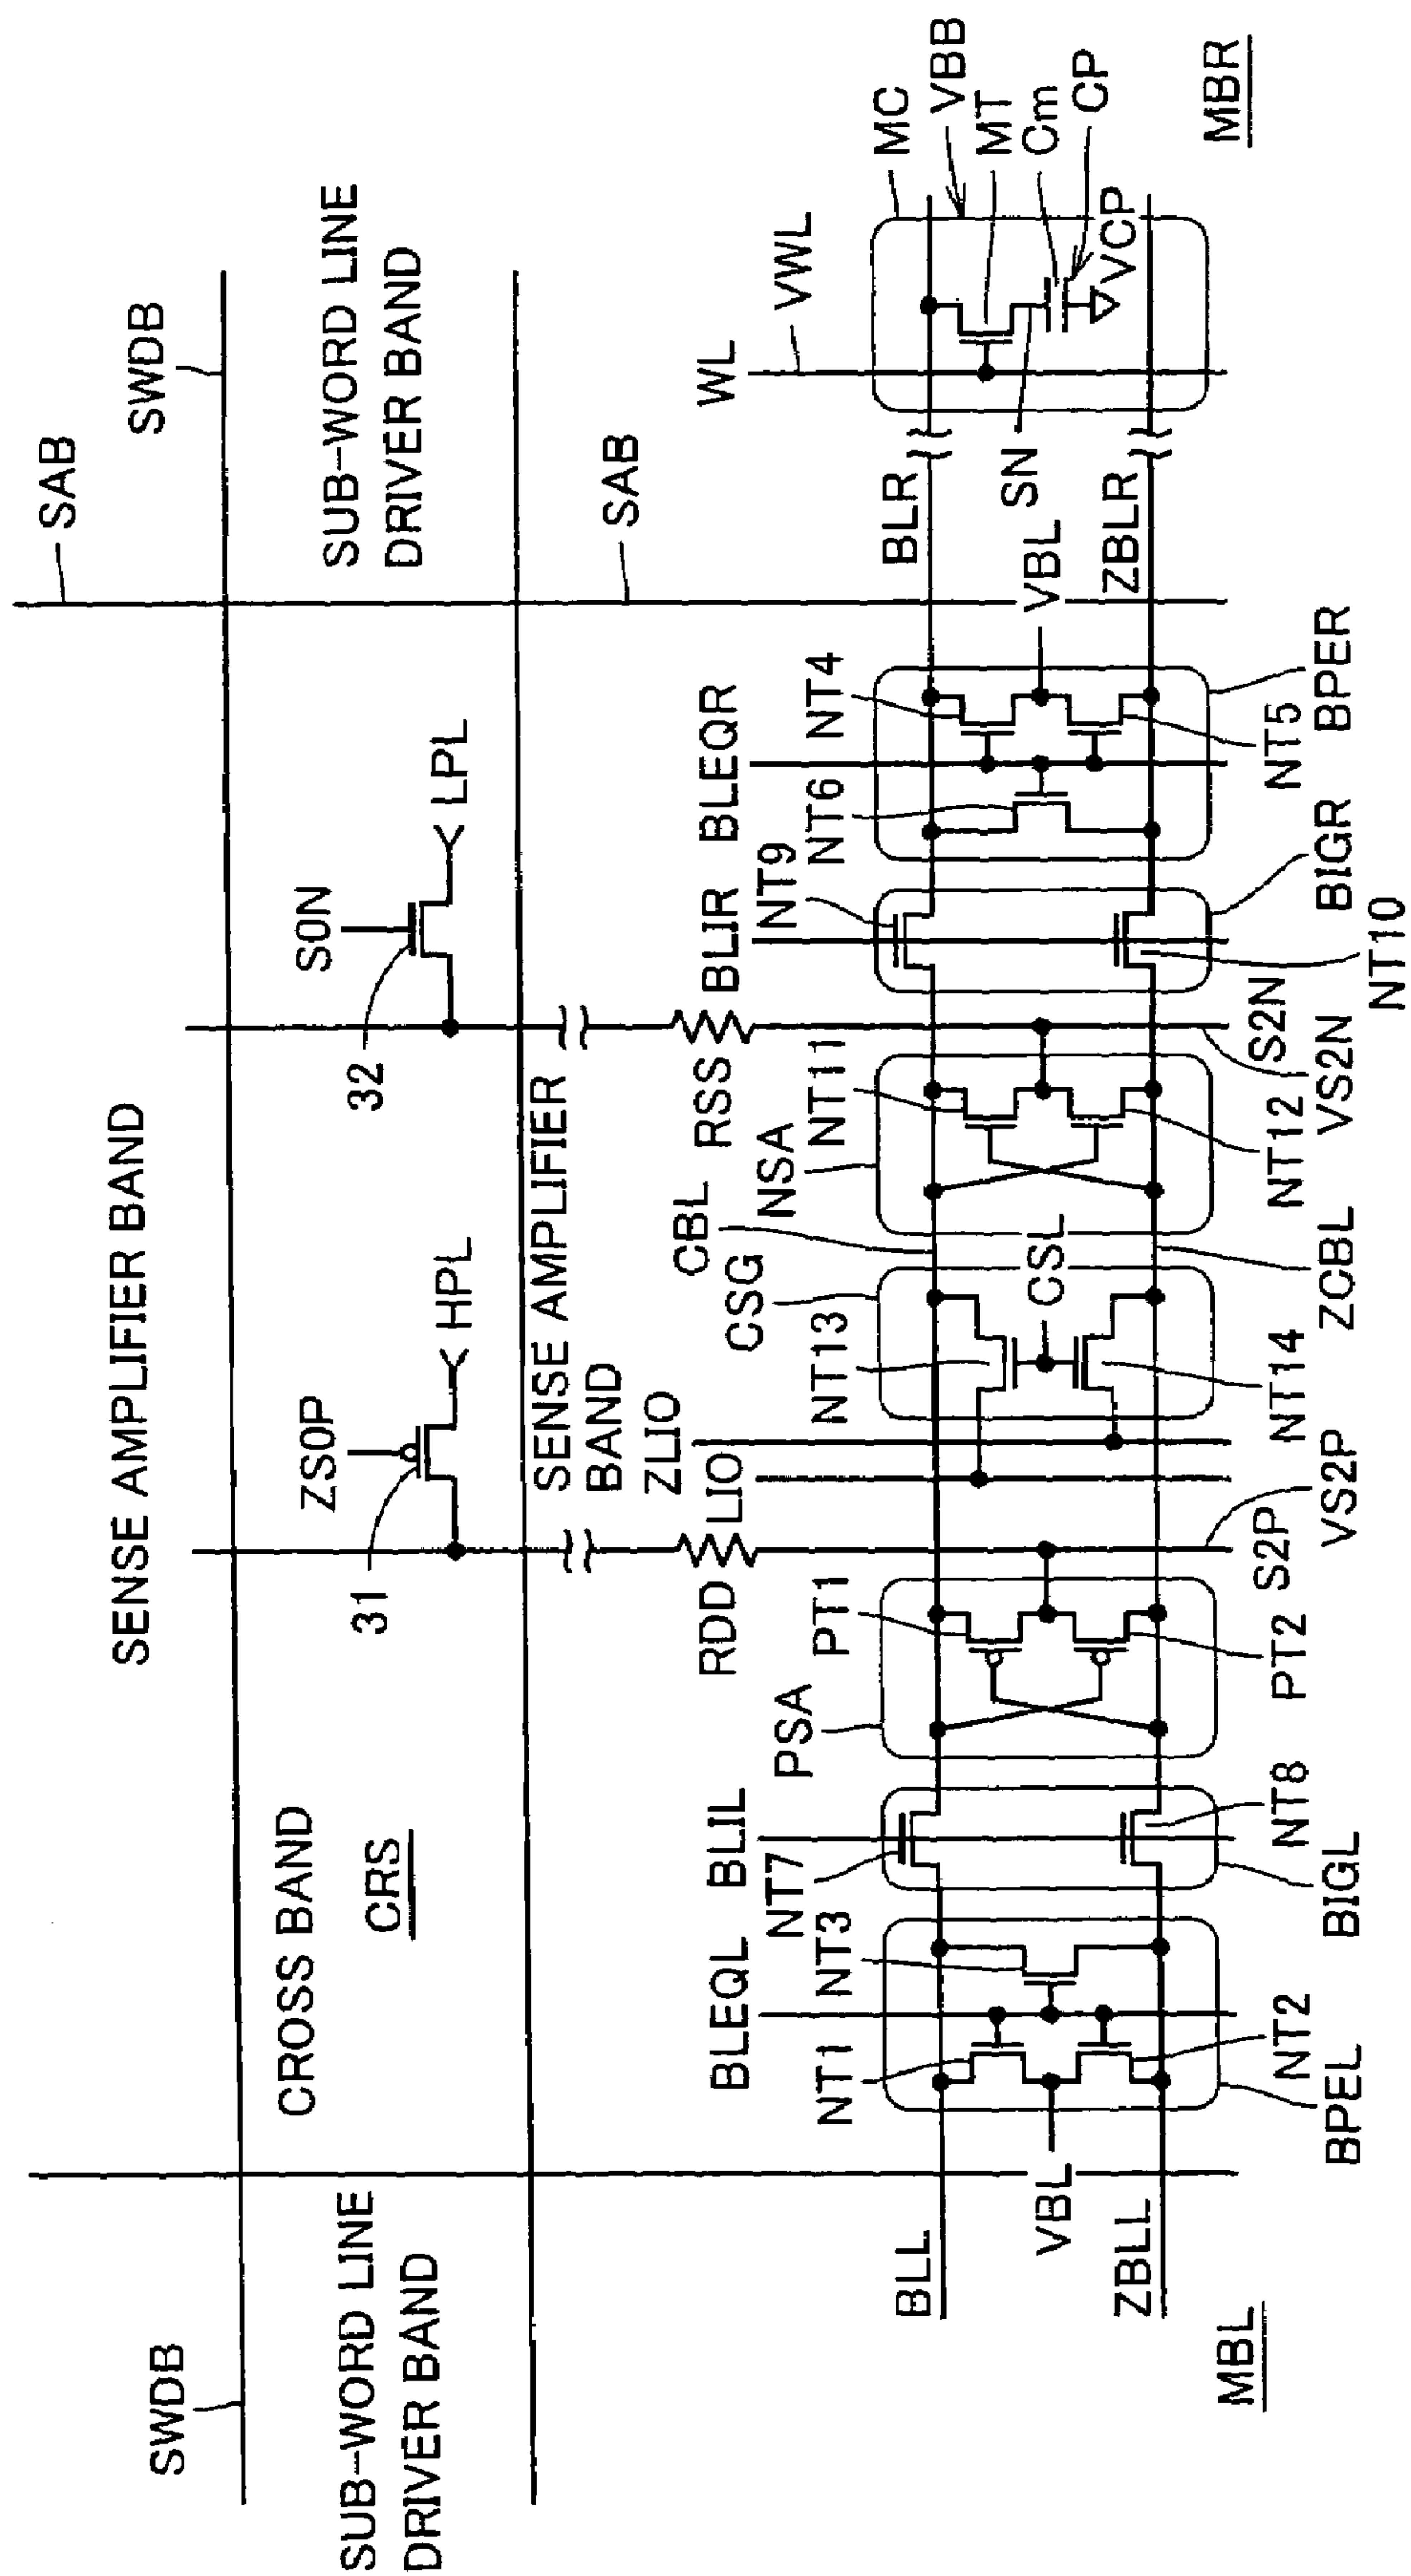 SENSE AMPLIFIER BAND
SAB
SWDB
SWDB
SUB-WORD LINE
DRIVER BAND
CROSS BAND
CRS
ZS0P
31
HPL
S0N
32
LPL
SUB-WORD LINE
DRIVER BAND
SENSE AMPLIFIER
BAND
SAB
RDD
LIO
ZLIO
RSS
BLEQL
BLIL
CSG
CBL
BLIR
BLEQR
WL
VWL
NT1
NT3
NT7
PSA
PT1
NT13
NSA
NT11
NT9
NT6
NT4
MC
VBB
MT
Cm
CP
BLL
BLR
SN
VBL
CSL
VBL
VCP
ZBLL
ZBLR
MBL
BPEL
NT2
BIGL
NT8
PT2
S2P
VS2P
NT14
ZCBL
NT12
VS2N
S2N
NT10
BIGR
NT5
BPER
MBR